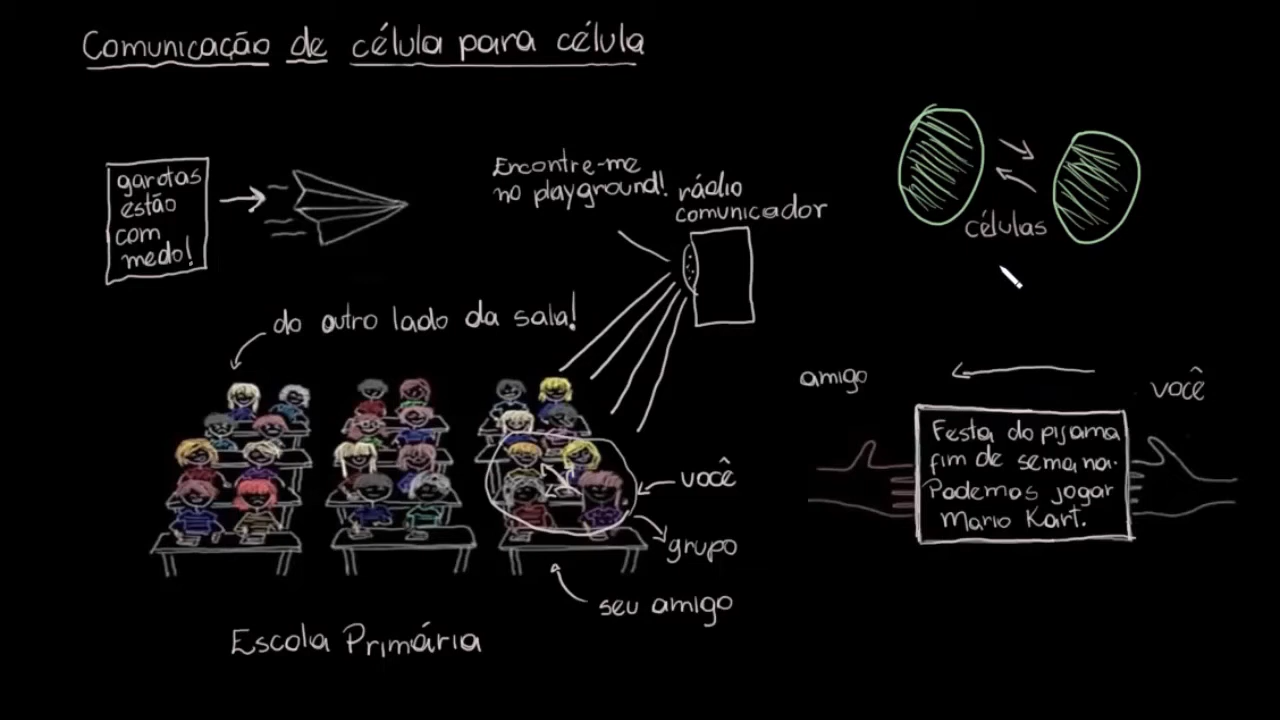 Comunicação de célula para célula
garotas
estão
com
medo!
Encontre-me
no playground!
rádio
comunicador
células
do outro lado da sala!
amigo
você
Festa do pijama
fim de semana.
Podemos jogar
Mario Kart.
você
grupo
seu amigo
Escola Primária